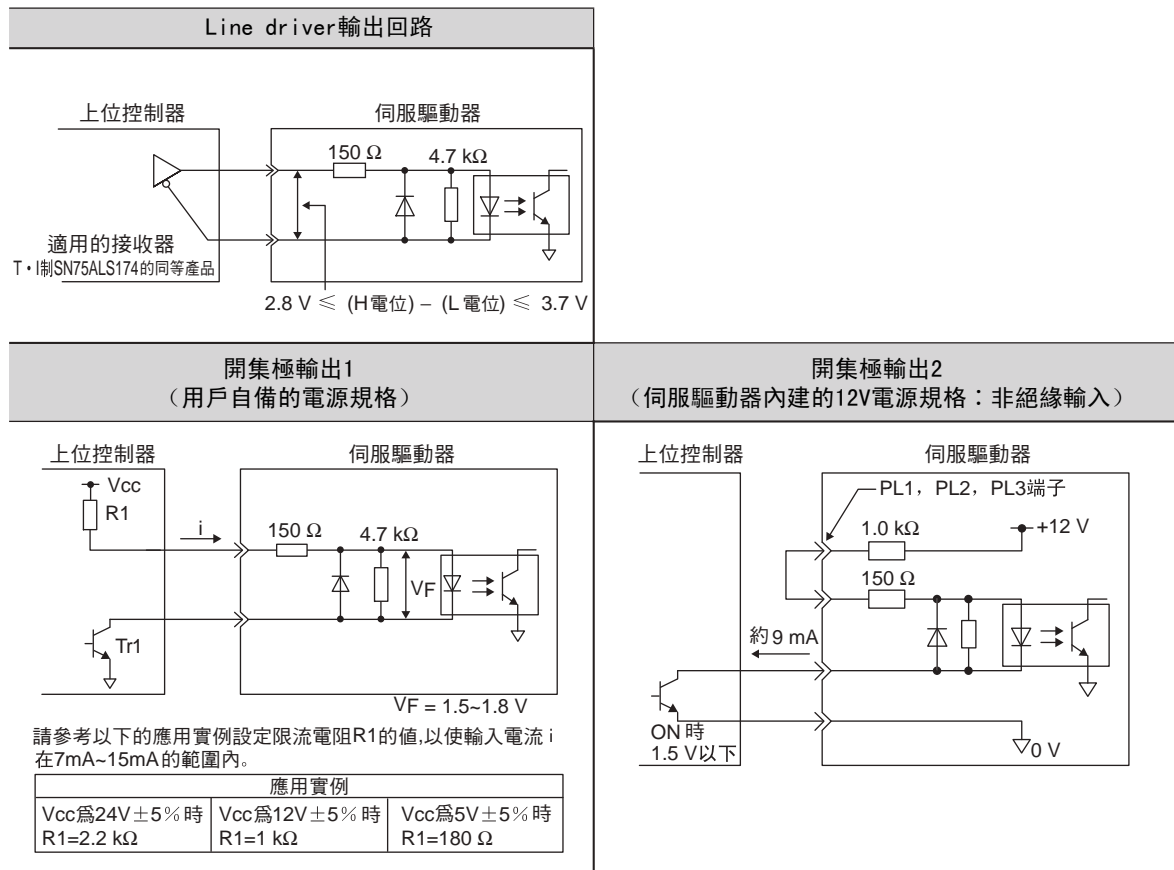 Line driver輸出回路
上位控制器
伺服驅動器
150 Ω
4.7 kΩ
適用的接收器
T・I制SN75ALS174的同等產品
2.8 V ≦ (H電位) – (L電位) ≦ 3.7 V
開集極輸出1
（用戶自備的電源規格）
上位控制器
伺服驅動器
Vcc
R1
i
150 Ω
4.7 kΩ
VF
Tr1
VF = 1.5~1.8 V
請參考以下的應用實例設定限流電阻R1的值,以使輸入電流 i
在7mA~15mA的範圍內。
應用實例
Vcc爲24V±5%時
R1=2.2 kΩ
Vcc爲12V±5%時
R1=1 kΩ
Vcc爲5V±5%時
R1=180 Ω
開集極輸出2
（伺服驅動器內建的12V電源規格：非絕緣輸入）
上位控制器
伺服驅動器
PL1，PL2，PL3端子
1.0 kΩ
+12 V
150 Ω
約9 mA
ON時
1.5 V以下
0 V